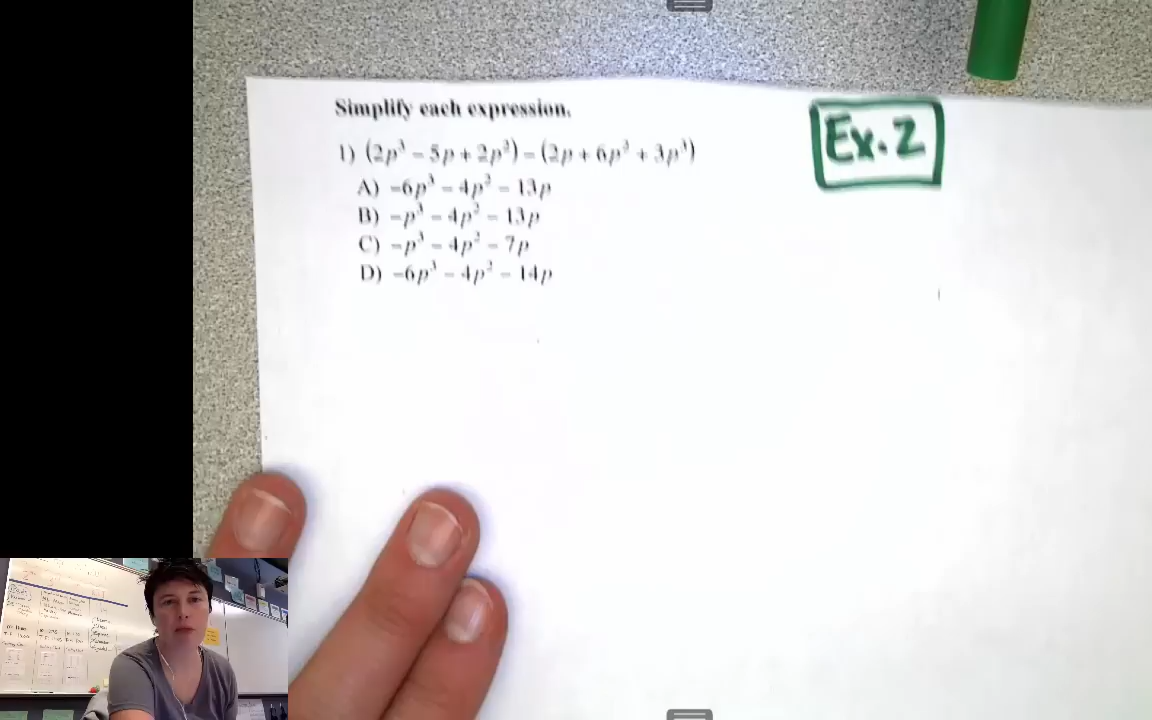 Simplify each expression.
Ex. 2
1) (2p³ - 5p + 2p²) - (2p + 6p² + 3p³)
A) -6p³ - 4p² - 13p
B) -p³ - 4p² - 13p
C) -p³ - 4p² - 7p
D) -6p³ - 4p² - 14p